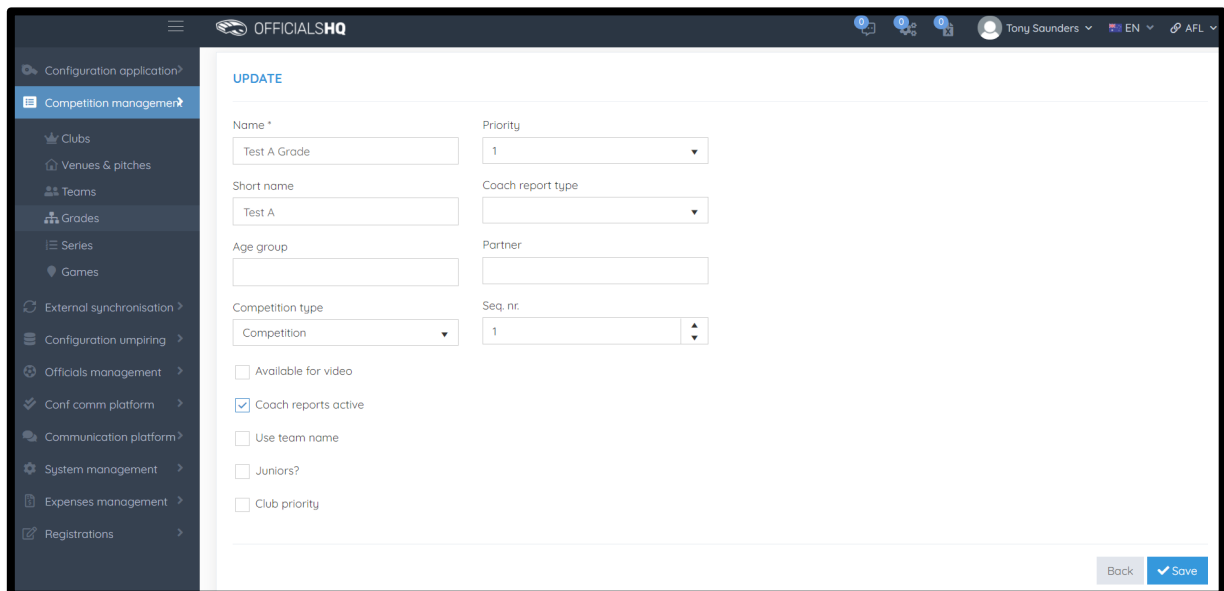 OFFICIALSHQ
0
0
0
Tony Saunders
EN
AFL
Configuration application
Competition management
Clubs
Venues & pitches
Teams
Grades
Series
Games
External synchronisation
Configuration umpiring
Officials management
Conf comm platform
Communication platform
System management
Expenses management
Registrations
UPDATE
Name *
Test A Grade
Priority
1
Short name
Test A
Coach report type
Age group
Partner
Competition type
Competition
Seq. nr.
1
Available for video
Coach reports active
Use team name
Juniors?
Club priority
Back
Save